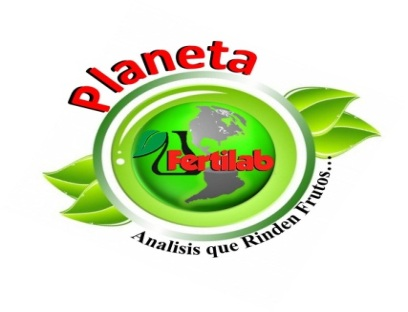 Planeta
Fertilab
Analisis que Rinden Frutos...